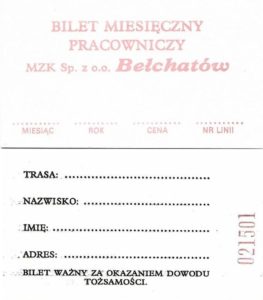 BILET MIESIĘCZNY
PRACOWNICZY
MZK Sp. z o.o. Bełchatów
MIESIĄC ROK CENA NR LINII
TRASA: ........................................
NAZWISKO: ................................
IMIĘ: ............................................
ADRES: ........................................
BILET WAŻNY ZA OKAZANIEM DOWODU
TOŻSAMOŚCI.
021501